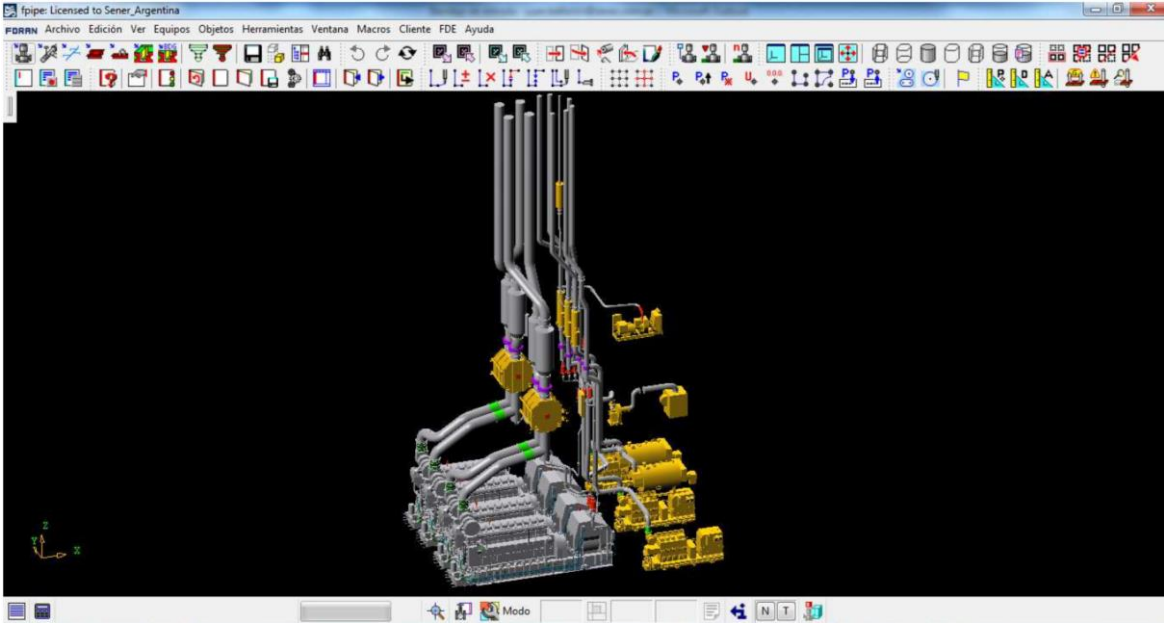 fpipe: Licensed to Sener_Argentina
FORAN Archivo Edición Ver Equipos Objetos Herramientas Ventana Macros Cliente FDE Ayuda
Z
Y
X
Modo
N T